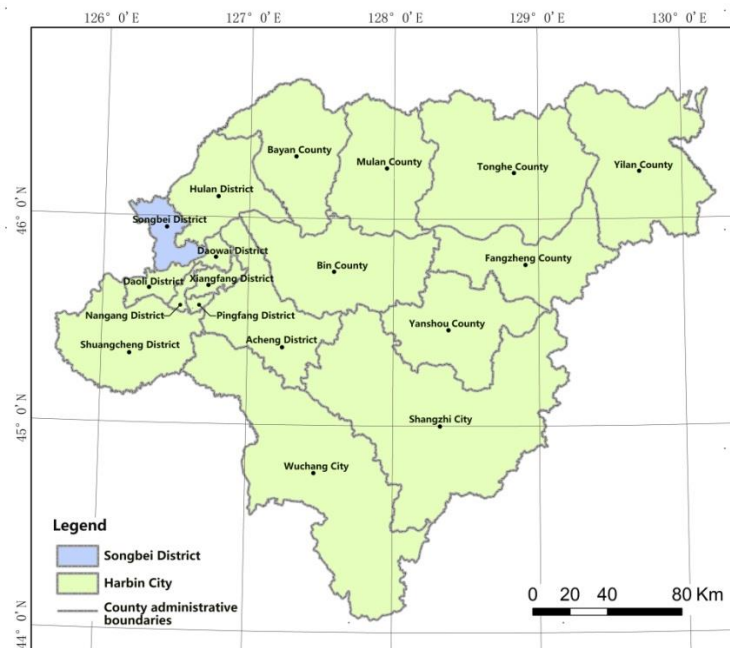 126° 0′E 127° 0′E 128° 0′E 129° 0′E 130° 0′E
Bayan County
Mulan County
Tonghe County
Yilan County
Hulan District
46° 0′N
Songbei District
Daowai District
Bin County
Fangzheng County
Daoli District
Xiangfang District
Nangang District
Pingfang District
Yanshou County
Shuangcheng District
Acheng District
45° 0′N
Shangzhi City
Wuchang City
Legend
Songbei District
Harbin City
County administrative
boundaries
0 20 40 80 Km
44° 0′N